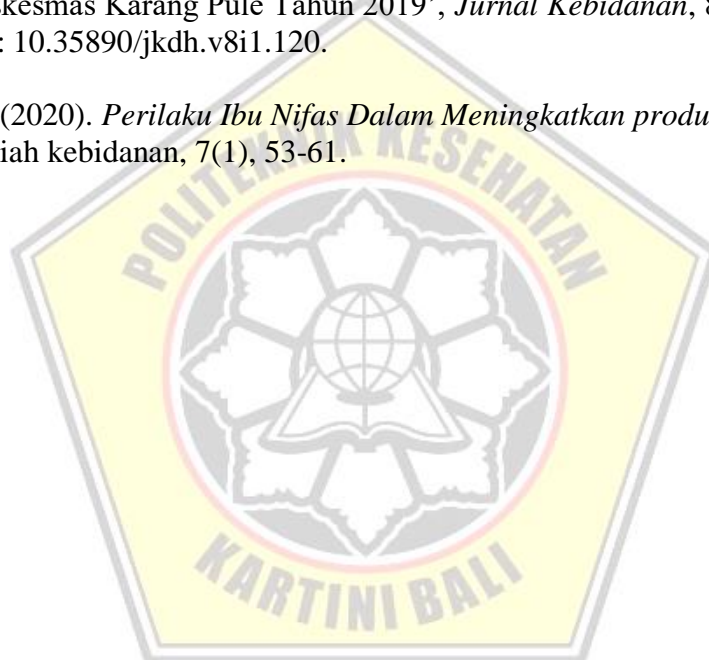 skesmas Karang Pule Tahun 2019’, Jurnal Kebidanan, 8
: 10.35890/jkdh.v8i1.120.
(2020). Perilaku Ibu Nifas Dalam Meningkatkan produ
iah kebidanan, 7(1), 53-61.
POLITEKNIK KESEHATAN
KARTINI BALI